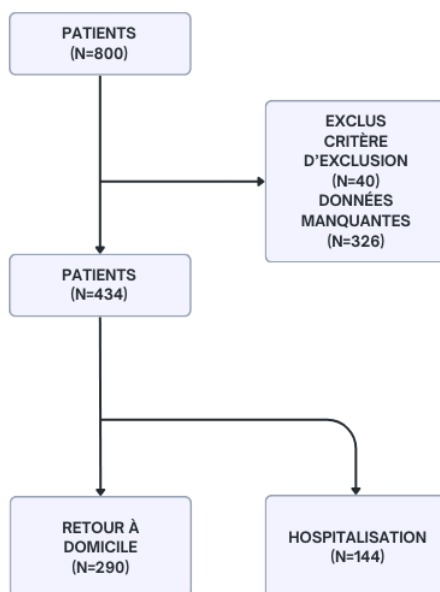 PATIENTS
(N=800)
EXCLUS
CRITÈRE
D'EXCLUSION
(N=40)
DONNÉES
MANQUANTES
(N=326)
PATIENTS
(N=434)
RETOUR À
DOMICILE
(N=290)
HOSPITALISATION
(N=144)